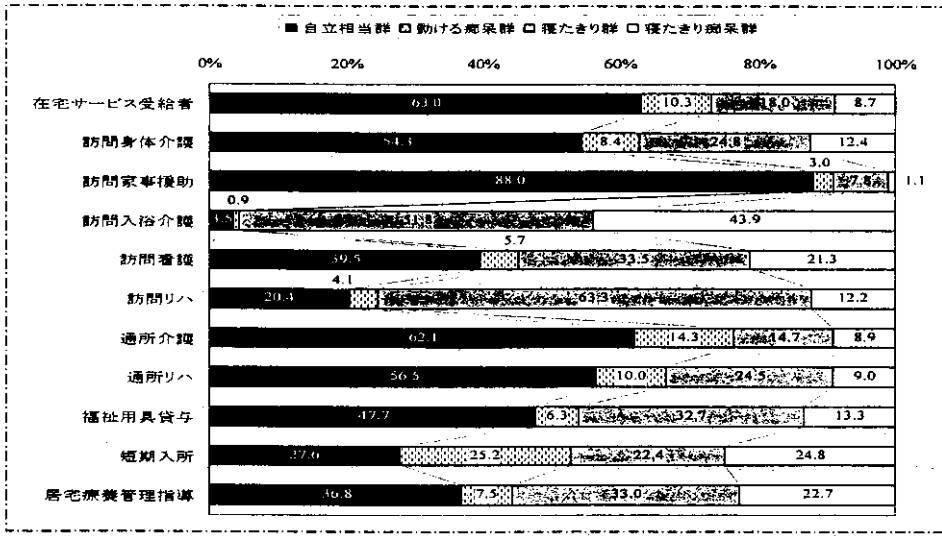 ■ 自立相当群 動ける痴呆群 寝たきり群 寝たきり痴呆群
0% 20% 40% 60% 80% 100%
在宅サービス受給者 63.0 10.3 18.0 8.7
訪問身体介護 54.3 8.4 24.8 12.4
3.0
訪問家事援助 88.0 7.8 1.1
0.9
訪問入浴介護 3.5 51.8 43.9
5.7
訪問看護 39.5 33.5 21.3
4.1
訪問リハ 20.4 63.3 12.2
通所介護 62.1 14.3 14.7 8.9
通所リハ 56.5 10.0 24.5 9.0
福祉用具貸与 47.7 6.3 32.7 13.3
短期入所 27.6 25.2 22.4 24.8
居宅療養管理指導 36.8 7.5 33.0 22.7